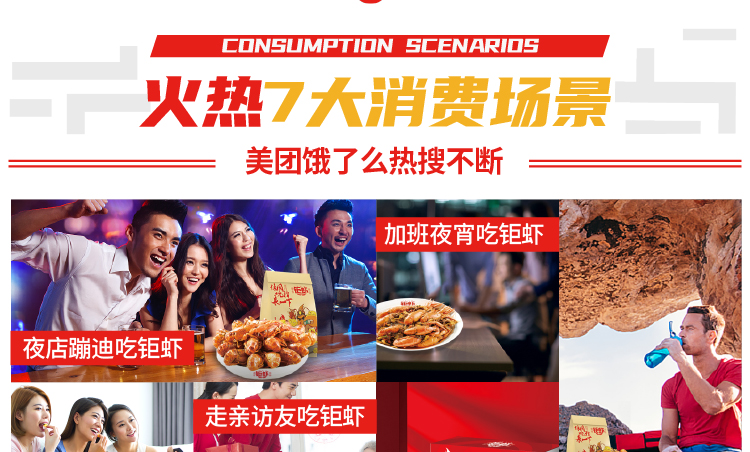 CONSUMPTION SCENARIOS
火热7大消费场景
美团饿了么热搜不断
加班夜宵吃钜虾
夜店蹦迪吃钜虾
走亲访友吃钜虾